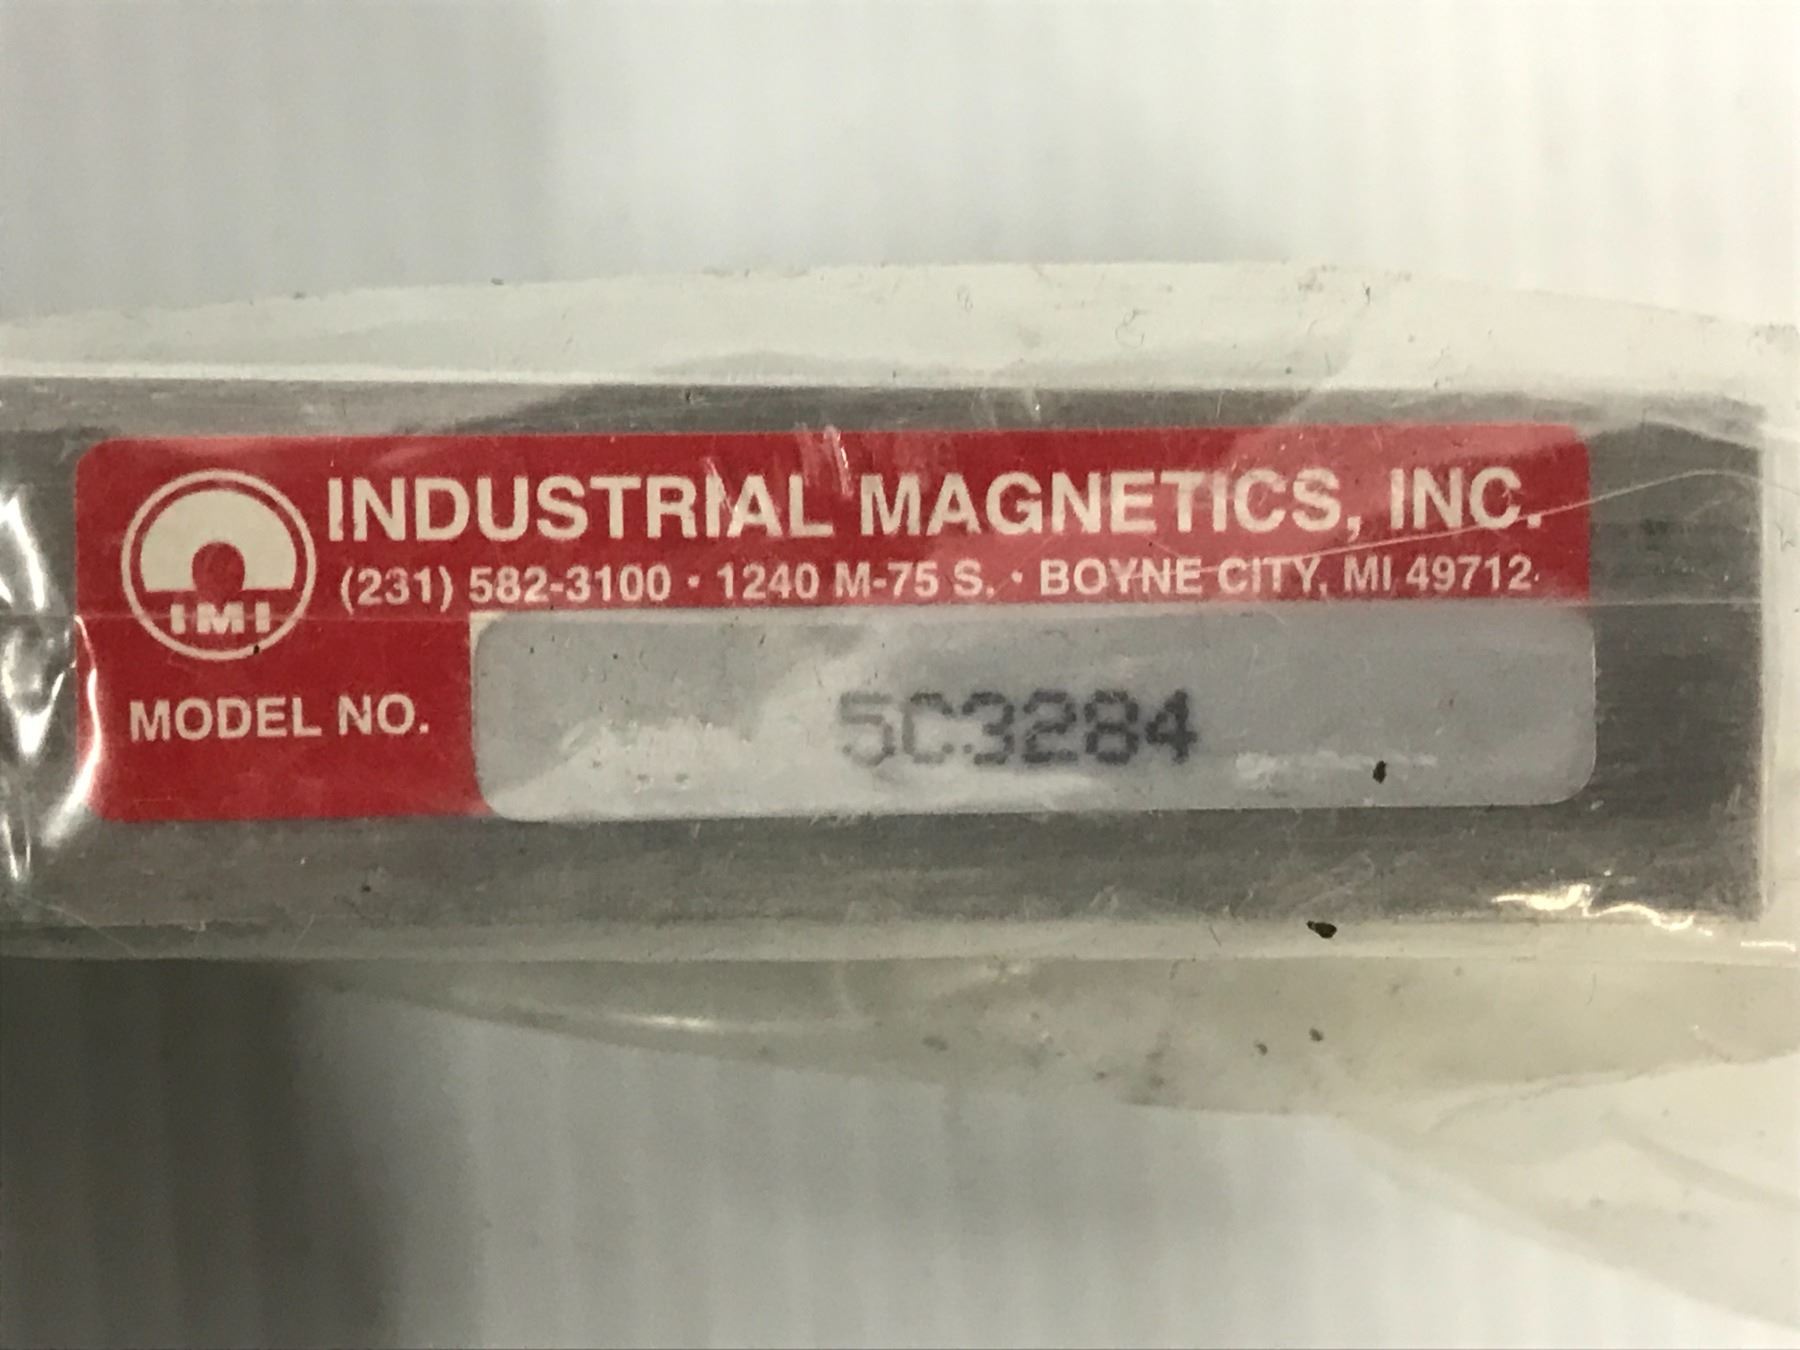 INDUSTRIAL MAGNETICS, INC.
(231) 582-3100 • 1240 M-75 S. • BOYNE CITY, MI 49712
IMI
MODEL NO.
5C3284